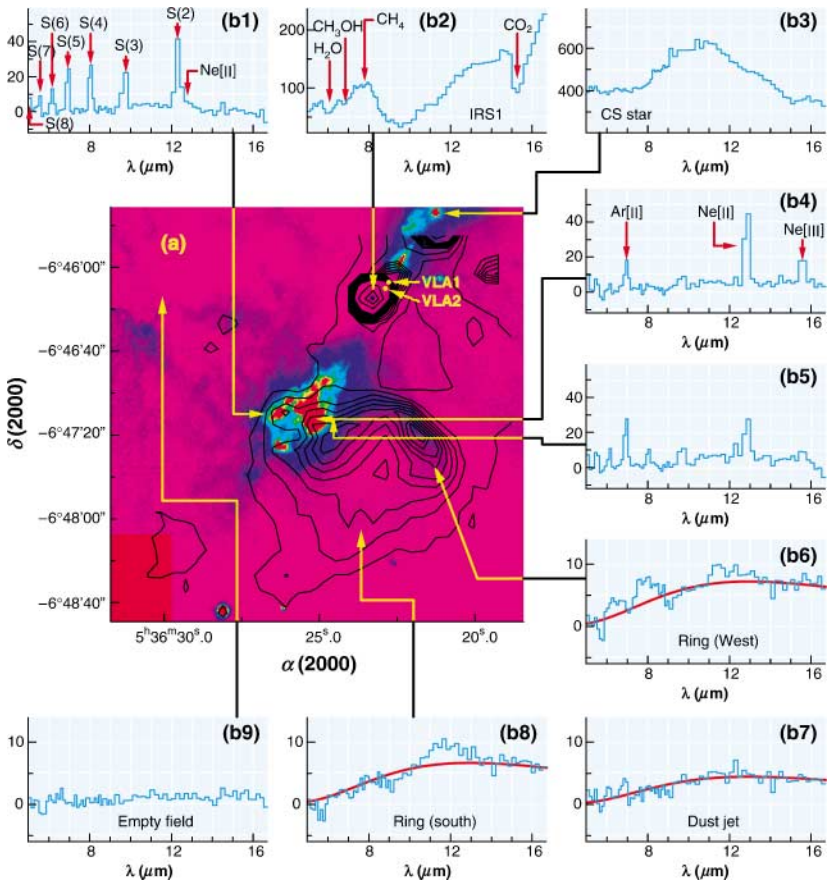 (b1)
S(2)
S(4)
S(6)
S(5)
S(3)
S(7)
Ne[II]
S(8)
40
20
0
8
12
16
λ (µm)
(b2)
CH₃OH
CH₄
CO₂
H₂O
IRS1
200
100
8
12
16
λ (µm)
(b3)
600
400
CS star
8
12
16
λ (µm)
(a)
VLA1
VLA2
−6°46′00″
−6°46′40″
−6°47′20″
−6°48′00″
−6°48′40″
δ (2000)
5ʰ36ᵐ30ˢ.0
25ˢ.0
20ˢ.0
α (2000)
(b4)
Ar[II]
Ne[II]
Ne[III]
40
20
0
8
12
16
λ (µm)
(b5)
40
20
0
8
12
16
λ (µm)
(b6)
10
0
Ring (West)
8
12
16
λ (µm)
(b9)
10
0
Empty field
8
12
16
λ (µm)
(b8)
10
0
Ring (south)
8
12
16
λ (µm)
(b7)
10
0
Dust jet
8
12
16
λ (µm)